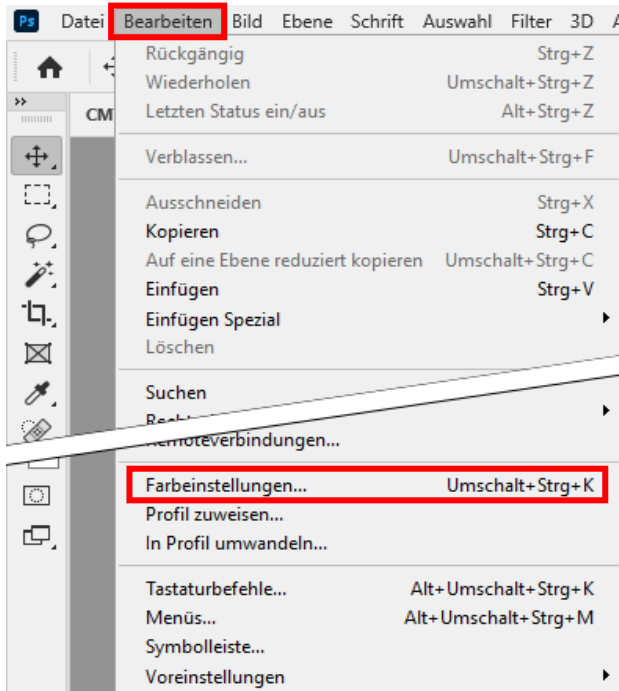 Ps Datei Bearbeiten Bild Ebene Schrift Auswahl Filter 3D
Rückgängig Strg+Z
Wiederholen Umschalt+Strg+Z
Letzten Status ein/aus Alt+Strg+Z
CM
Verblassen... Umschalt+Strg+F
Ausschneiden Strg+X
Kopieren Strg+C
Auf eine Ebene reduziert kopieren Umschalt+Strg+C
Einfügen Strg+V
Einfügen Spezial
Löschen
Suchen
Remoteverbindungen...
Farbeinstellungen... Umschalt+Strg+K
Profil zuweisen...
In Profil umwandeln...
Tastaturbefehle... Alt+Umschalt+Strg+K
Menüs... Alt+Umschalt+Strg+M
Symbolleiste...
Voreinstellungen